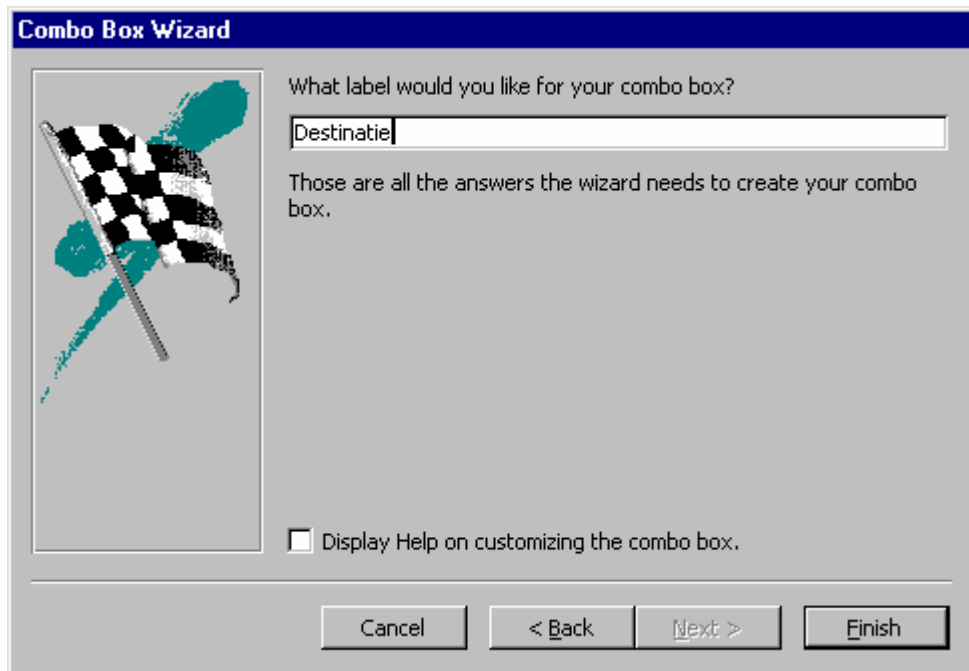 Combo Box Wizard
What label would you like for your combo box?
Destinatie
Those are all the answers the wizard needs to create your combo
box.
Display Help on customizing the combo box.
Cancel
< Back
Next >
Finish